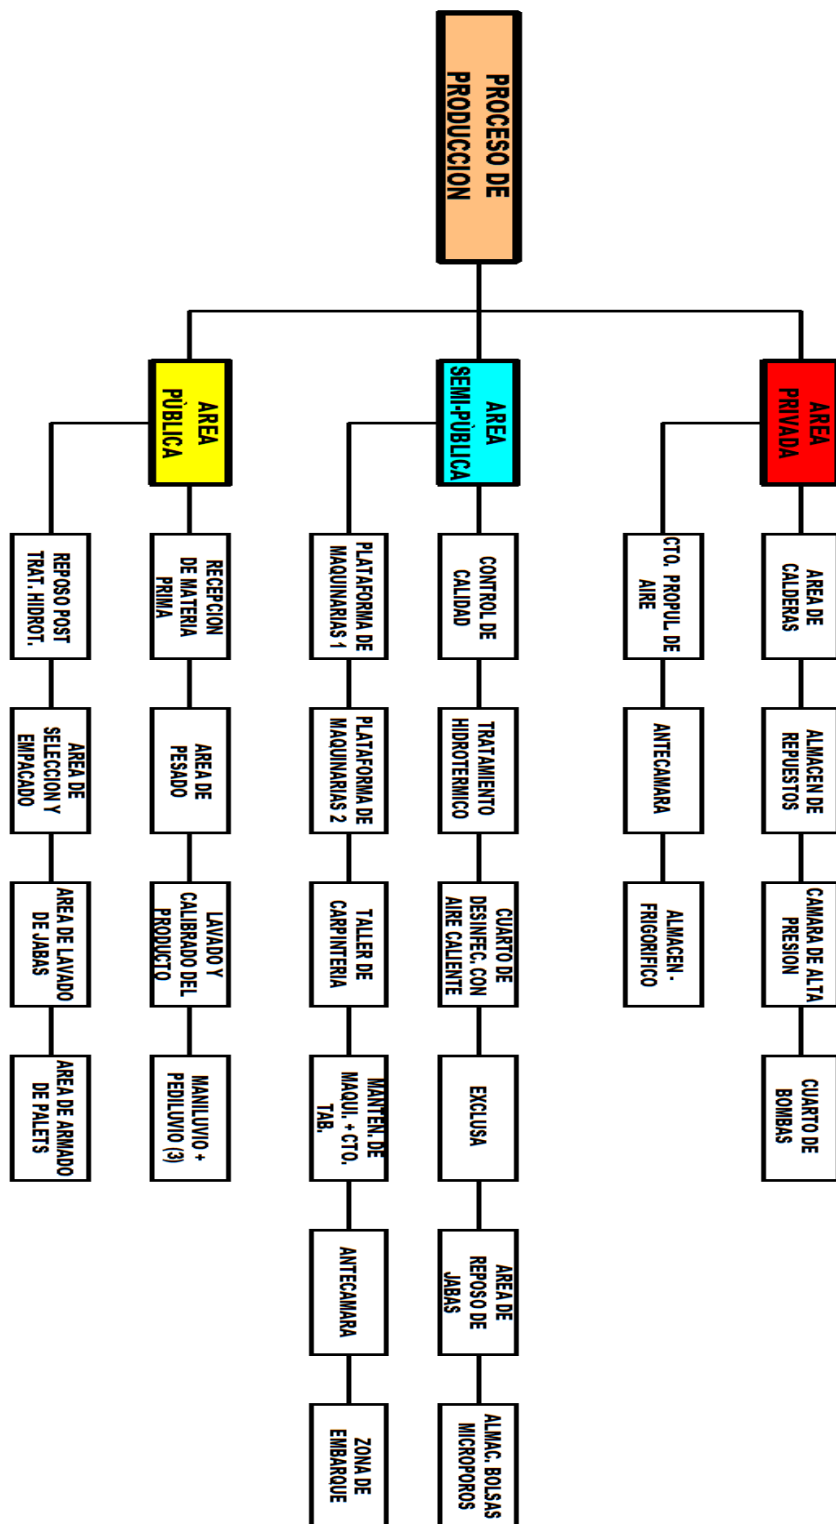 PROCESO DE
PRODUCCION
AREA
PRIVADA
AREA DE
CALDERAS
ALMACEN DE
REPUESTOS
CAMARA DE ALTA
PRESION
CUARTO DE
BOMBAS
CTO. PROPUL. DE
AIRE
ANTECAMARA
ALMACEN -
FRIGORIFICO
AREA
SEMI-PÙBLICA
CONTROL DE
CALIDAD
TRATAMIENTO
HIDROTERMICO
CUARTO DE
DESINFEC. CON
AIRE CALIENTE
EXCLUSA
AREA DE
REPOSO DE
JABAS
ALMAC. BOLSAS
MICROPOROS
PLATAFORMA DE
MAQUINARIAS 1
PLATAFORMA DE
MAQUINARIAS 2
TALLER DE
CARPINTERIA
MANTEN. DE
MAQUI. + CTO.
TAB.
ANTECAMARA
ZONA DE
EMBARQUE
AREA
PÙBLICA
RECEPCION
DE MATERIA
PRIMA
AREA DE
PESADO
LAVADO Y
CALIBRADO DEL
PRODUCTO
MANILUVIO +
PEDILUVIO (3)
REPOSO POST
TRAT. HIDROT.
AREA DE
SELECCION Y
EMPACADO
AREA DE LAVADO
DE JABAS
AREA DE ARMADO
DE PALETS